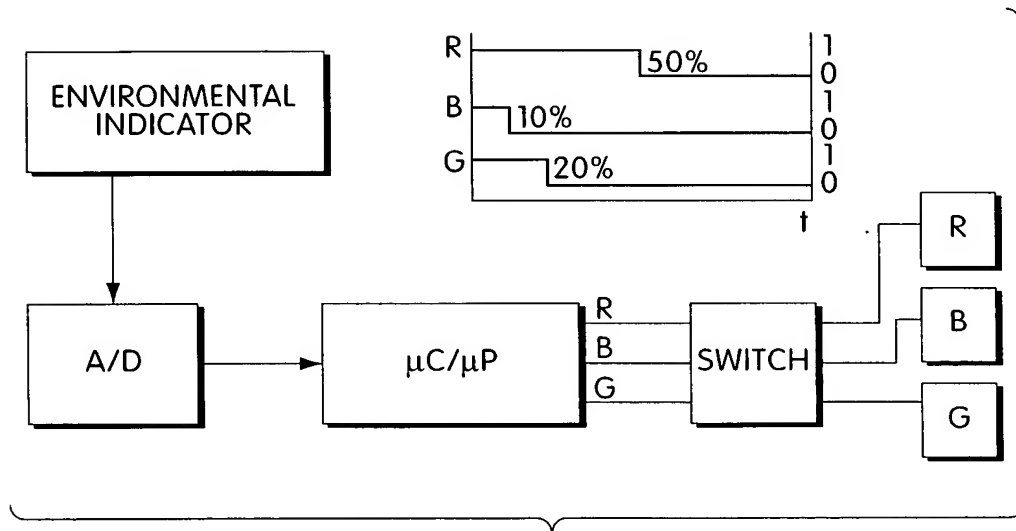 ENVIRONMENTAL
INDICATOR
R
50%
1
0
B
10%
1
0
G
20%
1
0
t
A/D
μC/μP
R
B
G
SWITCH
R
B
G